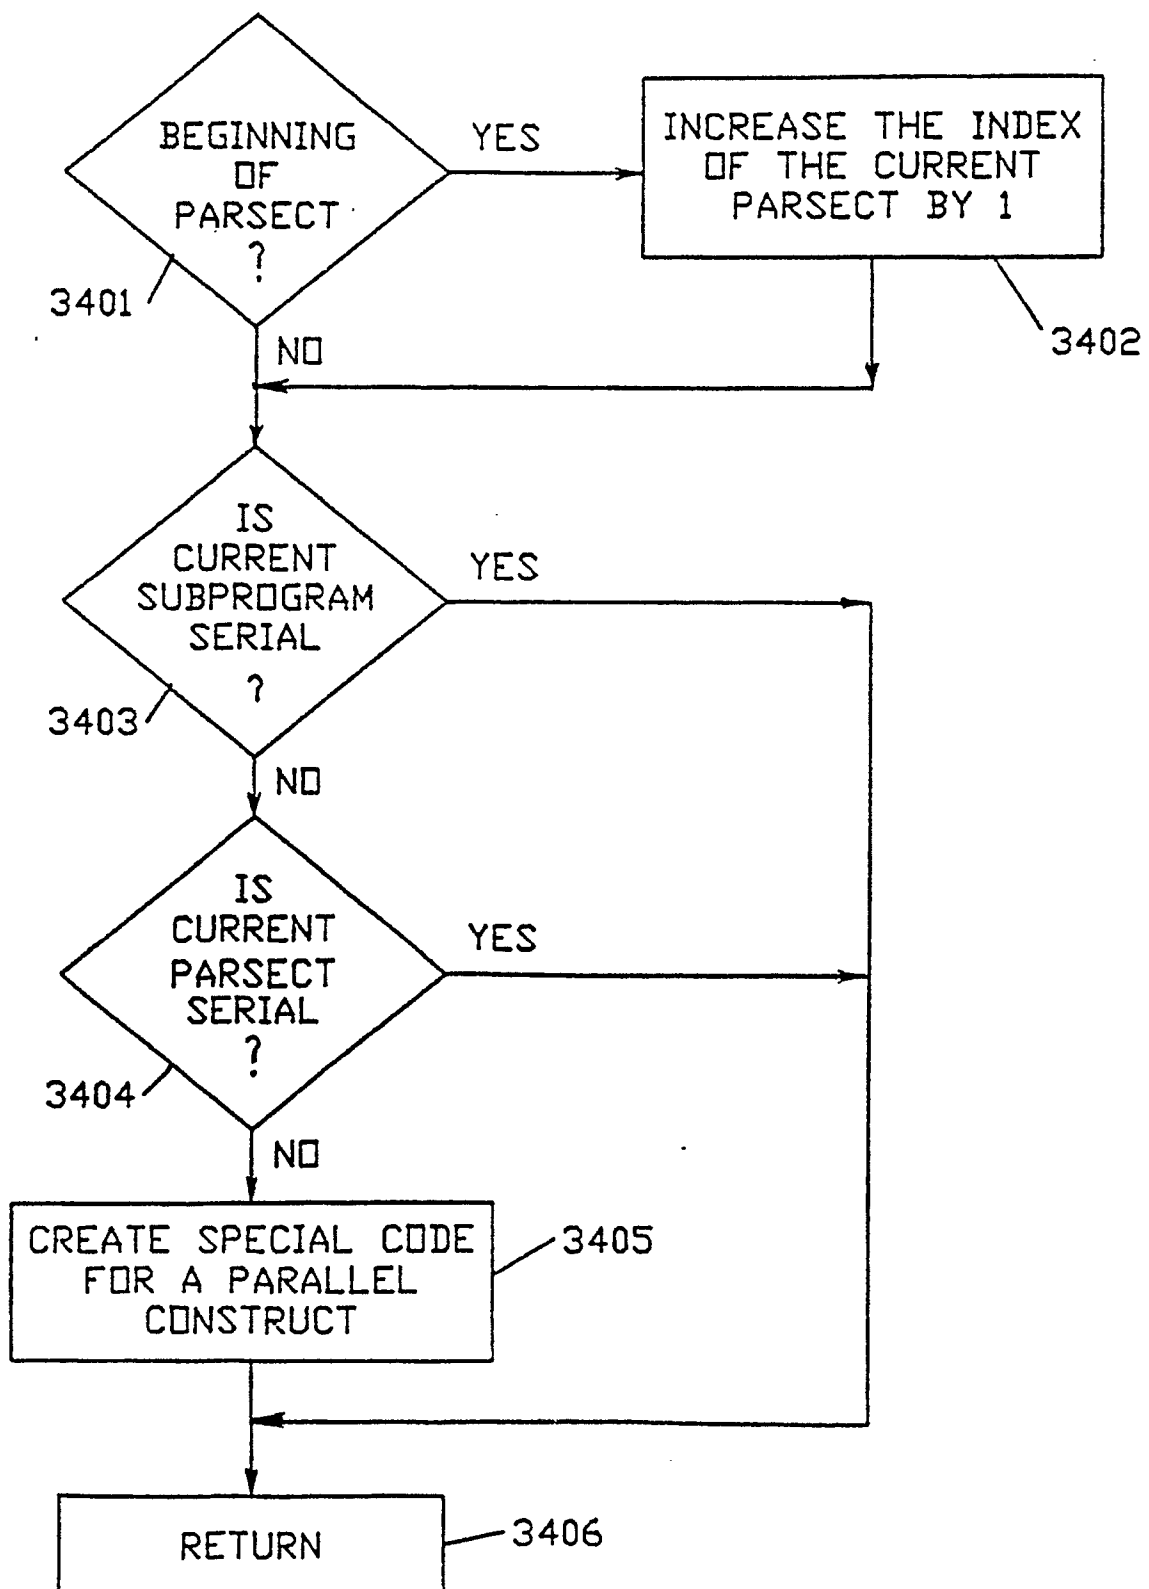 BEGINNING
OF
PARSECT
?
YES
INCREASE THE INDEX
OF THE CURRENT
PARSECT BY 1
3401
3402
NO
IS
CURRENT
SUBPROGRAM
SERIAL
?
YES
3403
NO
IS
CURRENT
PARSECT
SERIAL
?
YES
3404
NO
CREATE SPECIAL CODE
FOR A PARALLEL
CONSTRUCT
3405
RETURN
3406